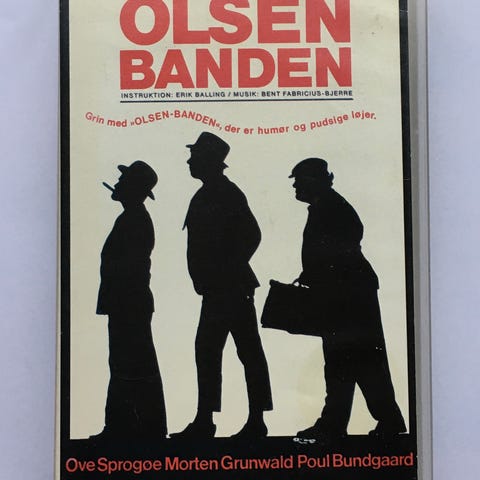 OLSEN
BANDEN
INSTRUKTION: ERIK BALLING / MUSIK: BENT FABRICIUS-BJERRE
Grin med »OLSEN-BANDEN«, der er humør og pudsige løjer.
Ove Sprogøe Morten Grunwald Poul Bundgaard